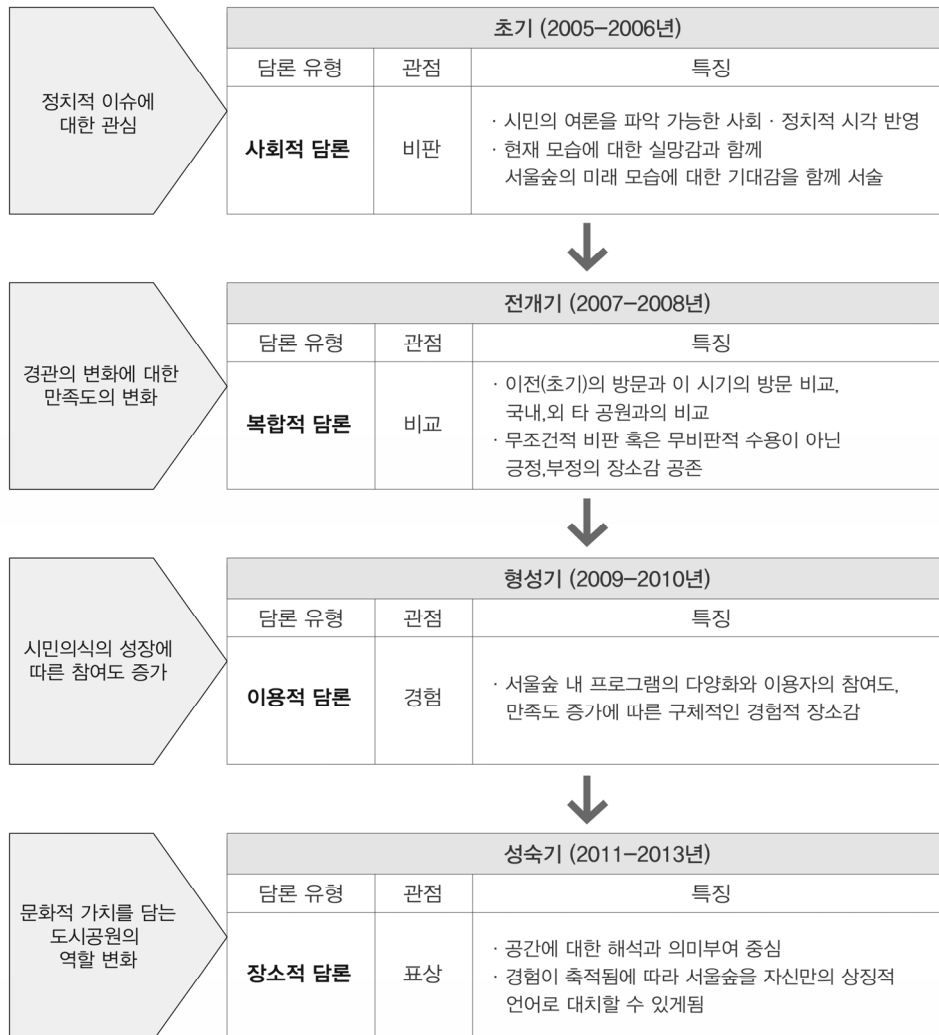 초기 (2005-2006년)
정치적 이슈에
대한 관심
담론 유형
관점
특징
사회적 담론
비판
· 시민의 여론을 파악 가능한 사회 · 정치적 시각 반영
· 현재 모습에 대한 실망감과 함께
서울숲의 미래 모습에 대한 기대감을 함께 서술
전개기 (2007-2008년)
경관의 변화에 대한
만족도의 변화
담론 유형
관점
특징
복합적 담론
비교
· 이전(초기)의 방문과 이 시기의 방문 비교,
국내,외 타 공원과의 비교
· 무조건적 비판 혹은 무비판적 수용이 아닌
긍정,부정의 장소감 공존
형성기 (2009-2010년)
시민의식의 성장에
따른 참여도 증가
담론 유형
관점
특징
이용적 담론
경험
· 서울숲 내 프로그램의 다양화와 이용자의 참여도,
만족도 증가에 따른 구체적인 경험적 장소감
성숙기 (2011-2013년)
문화적 가치를 담는
도시공원의
역할 변화
담론 유형
관점
특징
장소적 담론
표상
· 공간에 대한 해석과 의미부여 중심
· 경험이 축적됨에 따라 서울숲을 자신만의 상징적
언어로 대치할 수 있게됨